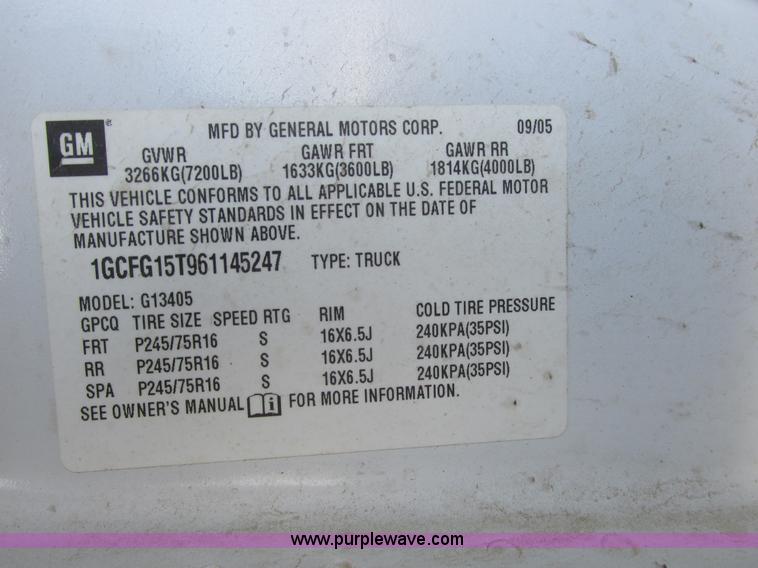 GM ® MFD BY GENERAL MOTORS CORP. 09/05
GVWR GAWR FRT GAWR RR
3266KG(7200LB) 1633KG(3600LB) 1814KG(4000LB)
THIS VEHICLE CONFORMS TO ALL APPLICABLE U.S. FEDERAL MOTOR
VEHICLE SAFETY STANDARDS IN EFFECT ON THE DATE OF
MANUFACTURE SHOWN ABOVE.
1GCFG15T961145247 TYPE: TRUCK
MODEL: G13405
GPCQ TIRE SIZE SPEED RTG RIM COLD TIRE PRESSURE
FRT P245/75R16 S 16X6.5J 240KPA(35PSI)
RR P245/75R16 S 16X6.5J 240KPA(35PSI)
SPA P245/75R16 S 16X6.5J 240KPA(35PSI)
SEE OWNER'S MANUAL i FOR MORE INFORMATION.
www.purplewave.com